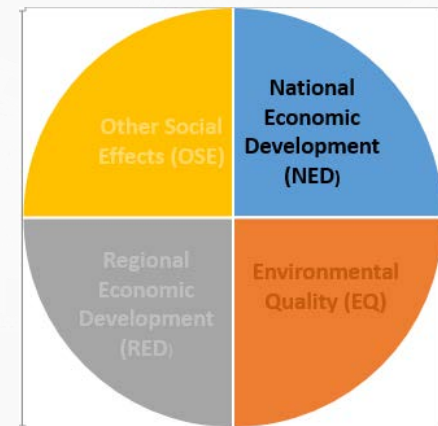 Other Social
Effects (OSE)
National
Economic
Development
(NED)
Regional
Economic
Development
(RED)
Environmental
Quality (EQ)